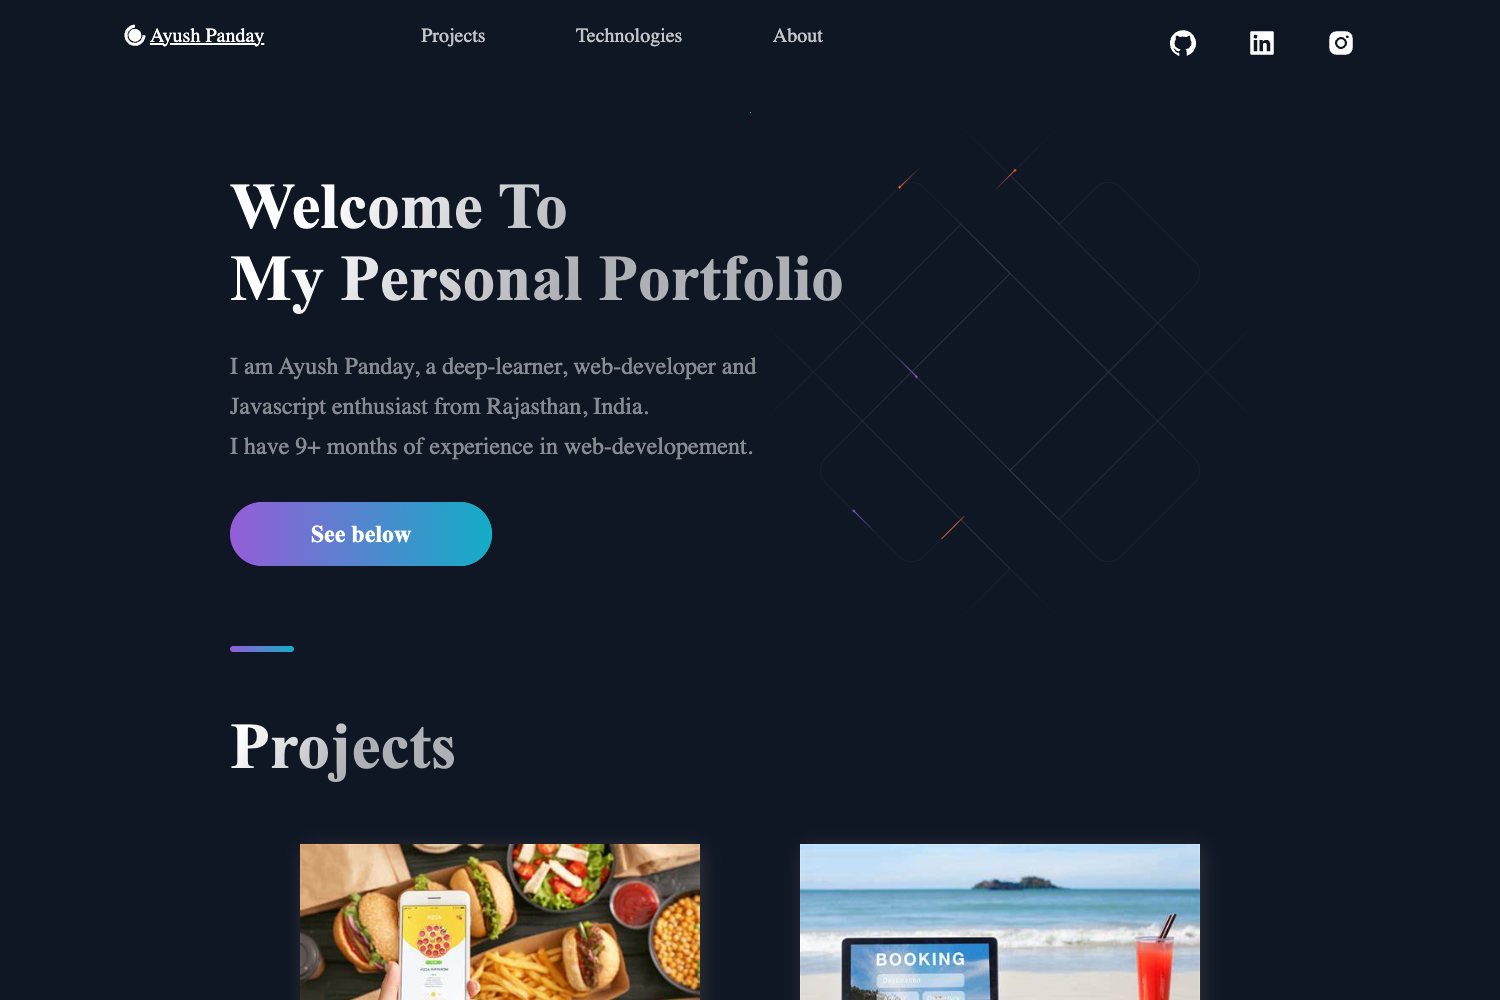 Ayush Panday
Projects
Technologies
About
Welcome To
My Personal Portfolio
I am Ayush Panday, a deep-learner, web-developer and
Javascript enthusiast from Rajasthan, India.
I have 9+ months of experience in web-developement.
See below
Projects
BOOKING